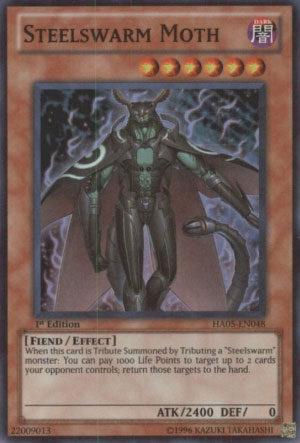 STEELSWARM MOTH
DARK
闇
1st Edition
HA05-EN048
[FIEND / EFFECT]
When this card is Tribute Summoned by Tributing a "Steelswarm"
monster: You can pay 1000 Life Points to target up to 2 cards
your opponent controls; return those targets to the hand.
ATK/2400 DEF/ 0
22009013
©1996 KAZUKI TAKAHASHI